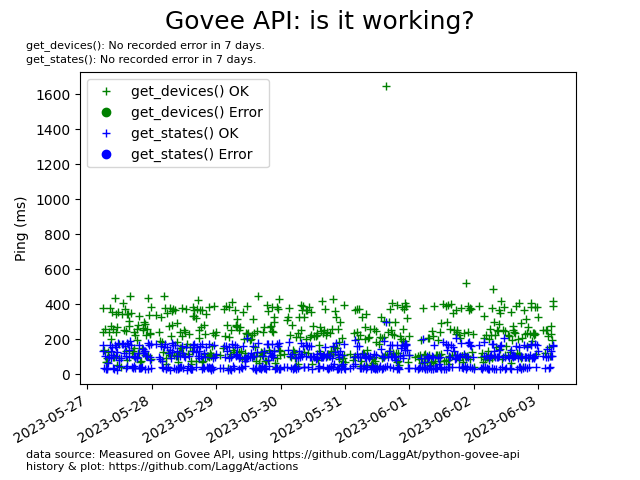 Govee API: is it working?
get_devices(): No recorded error in 7 days.
get_states(): No recorded error in 7 days.
get_devices() OK
get_devices() Error
get_states() OK
get_states() Error
Ping (ms)
1600
1400
1200
1000
800
600
400
200
0
2023-05-27
2023-05-28
2023-05-29
2023-05-30
2023-05-31
2023-06-01
2023-06-02
2023-06-03
data source: Measured on Govee API, using https://github.com/LaggAt/python-govee-api
history & plot: https://github.com/LaggAt/actions